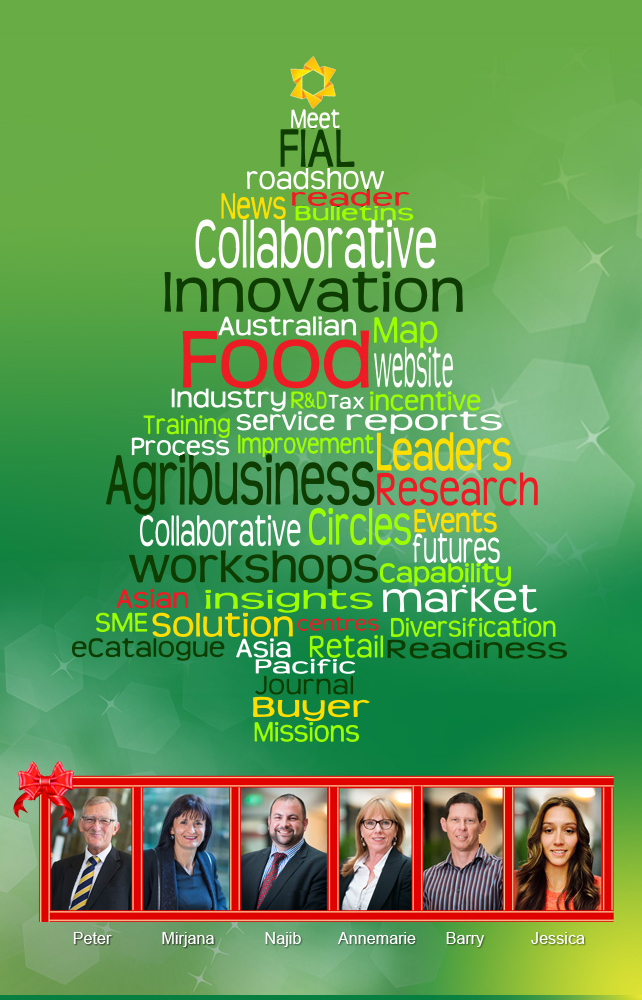 Meet
FIAL
roadshow
News reader
Bulletins
Collaborative
Innovation
Australian Map
Food website
Industry R&D Tax incentive
Training service reports
Process Improvement Leaders
Agribusiness Research
Collaborative Circles Events
futures
workshops Capability
Asian insights market
SME Solution centres Diversification
eCatalogue Asia Retail Readiness
Pacific
Journal
Buyer
Missions
Peter Mirjana Najib Annemarie Barry Jessica